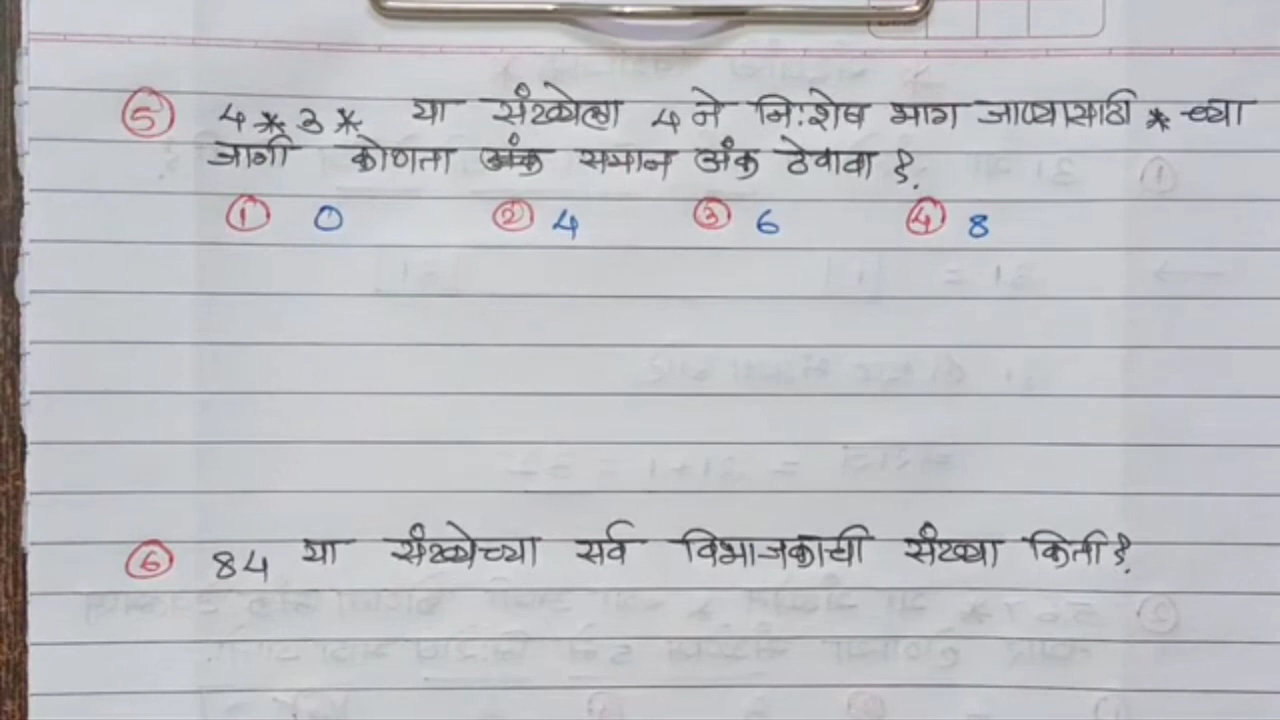 ⑤ 4*3* या संख्येला 4 ने नि:शेष भाग जाण्यासाठी * च्या
जागी कोणता समान अंक ठेवावा ?
① 0 ② 4 ③ 6 ④ 8
⑥ 84 या संख्येच्या सर्व विभाजकाची संख्या किती ?